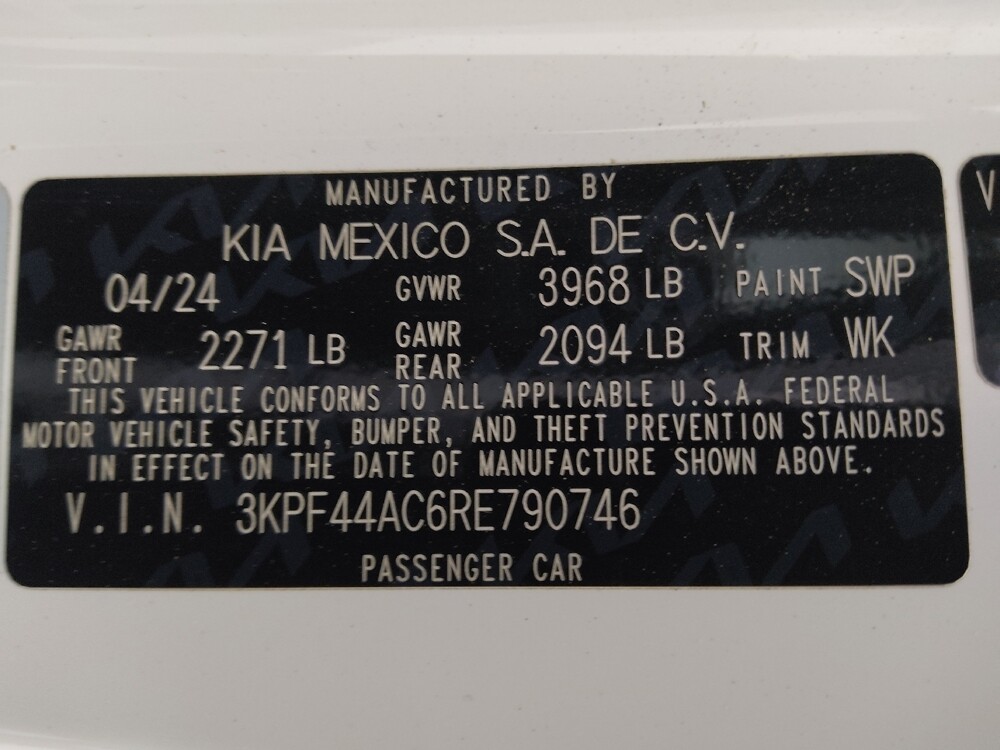 MANUFACTURED BY
KIA MEXICO S.A. DE C.V.
04/24 GVWR 3968 LB PAINT SWP
GAWR FRONT 2271 LB GAWR REAR 2094 LB TRIM WK
THIS VEHICLE CONFORMS TO ALL APPLICABLE U.S.A. FEDERAL
MOTOR VEHICLE SAFETY, BUMPER, AND THEFT PREVENTION STANDARDS
IN EFFECT ON THE DATE OF MANUFACTURE SHOWN ABOVE.
V.I.N. 3KPF44AC6RE790746
PASSENGER CAR
V